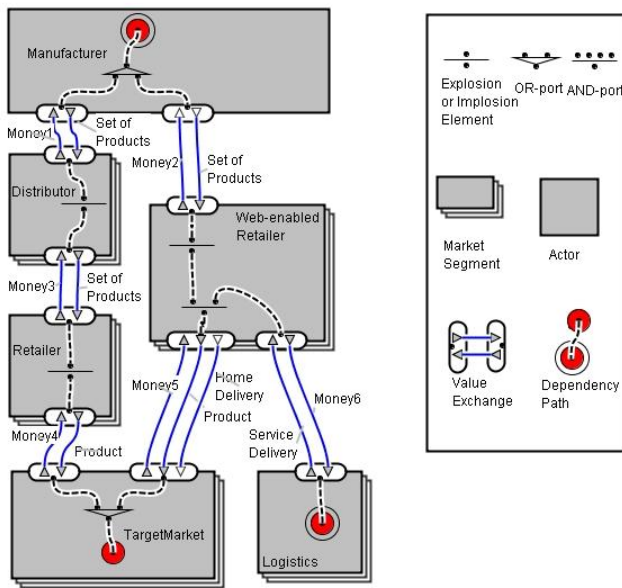 Manufacturer
Money1
Set of
Products
Money2
Set of
Products
Distributor
Web-enabled
Retailer
Money3
Set of
Products
Retailer
Money5
Home
Delivery
Product
Money6
Money4
Product
Service
Delivery
TargetMarket
Logistics
Explosion
or Implosion
Element
OR-port
AND-port
Market
Segment
Actor
Value
Exchange
Dependency
Path